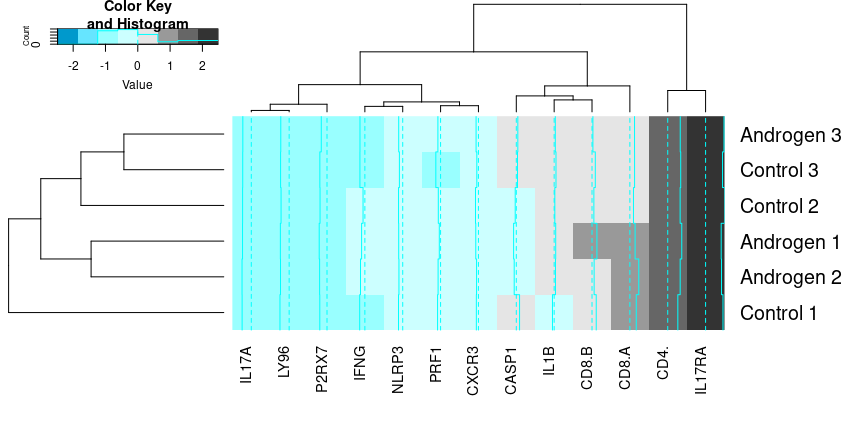 Color Key
and Histogram
Count
0
-2 -1 0 1 2
Value
Androgen 3
Control 3
Control 2
Androgen 1
Androgen 2
Control 1
IL17A LY96 P2RX7 IFNG NLRP3 PRF1 CXCR3 CASP1 IL1B CD8.B CD8.A CD4. IL17RA